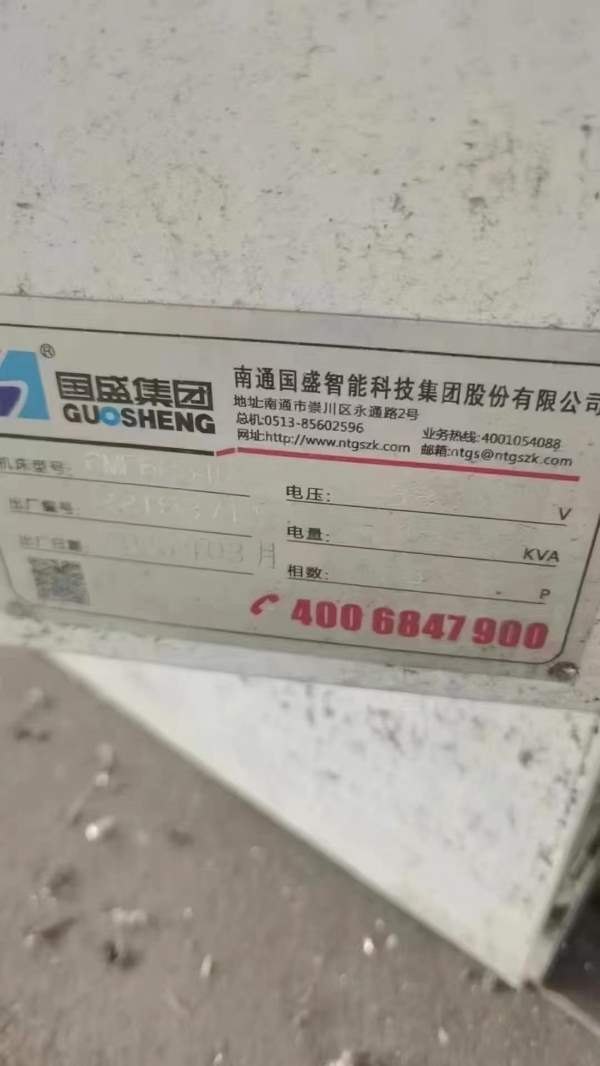 ®
国盛集团
GUOSHENG
南通国盛智能科技集团股份有限公司
地址:南通市崇川区永通路2号
总机:0513-85602596 业务热线:4001054088
网址:http://www.ntgszk.com 邮箱:ntgs@ntgszk.com
机床型号:
出厂编号:
出厂日期: 03月
电压: V
电量: KVA
相数: P
400 6847 900